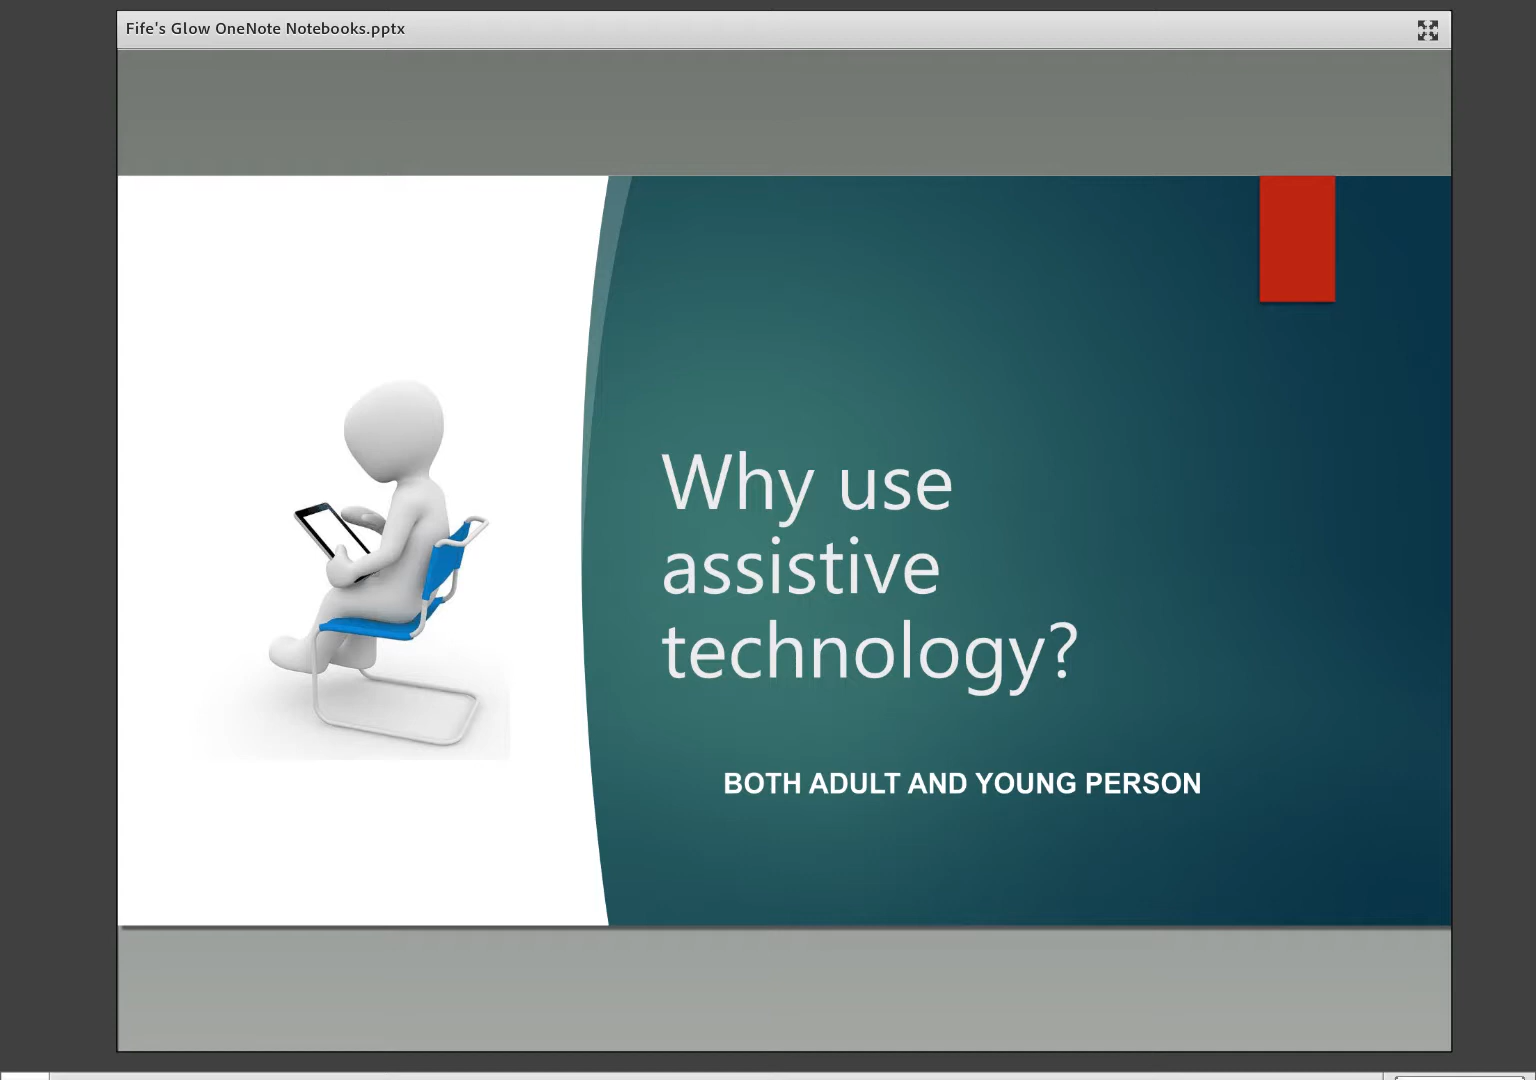 Fife's Glow OneNote Notebooks.pptx
Why use
assistive
technology?
BOTH ADULT AND YOUNG PERSON